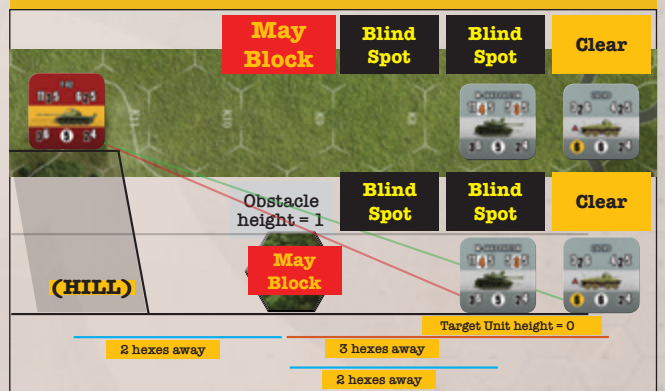 May
Block
Blind
Spot
Blind
Spot
Clear
Obstacle
height = 1
Blind
Spot
Blind
Spot
Clear
May
Block
(HILL)
Target Unit height = 0
2 hexes away
3 hexes away
2 hexes away